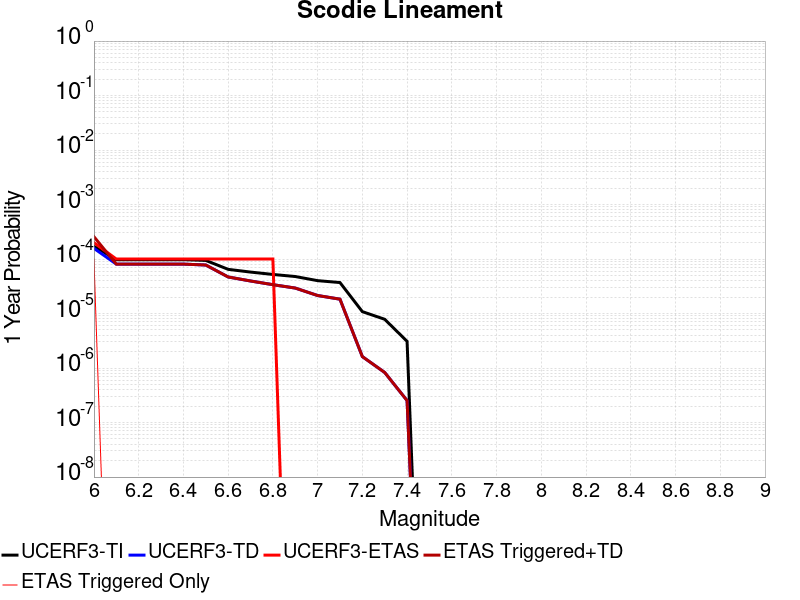 Scodie Lineament
10^0
10^-1
10^-2
10^-3
10^-4
10^-5
10^-6
10^-7
10^-8
1 Year Probability
6 6.2 6.4 6.6 6.8 7 7.2 7.4 7.6 7.8 8 8.2 8.4 8.6 8.8 9
Magnitude
UCERF3-TI UCERF3-TD UCERF3-ETAS ETAS Triggered+TD
ETAS Triggered Only